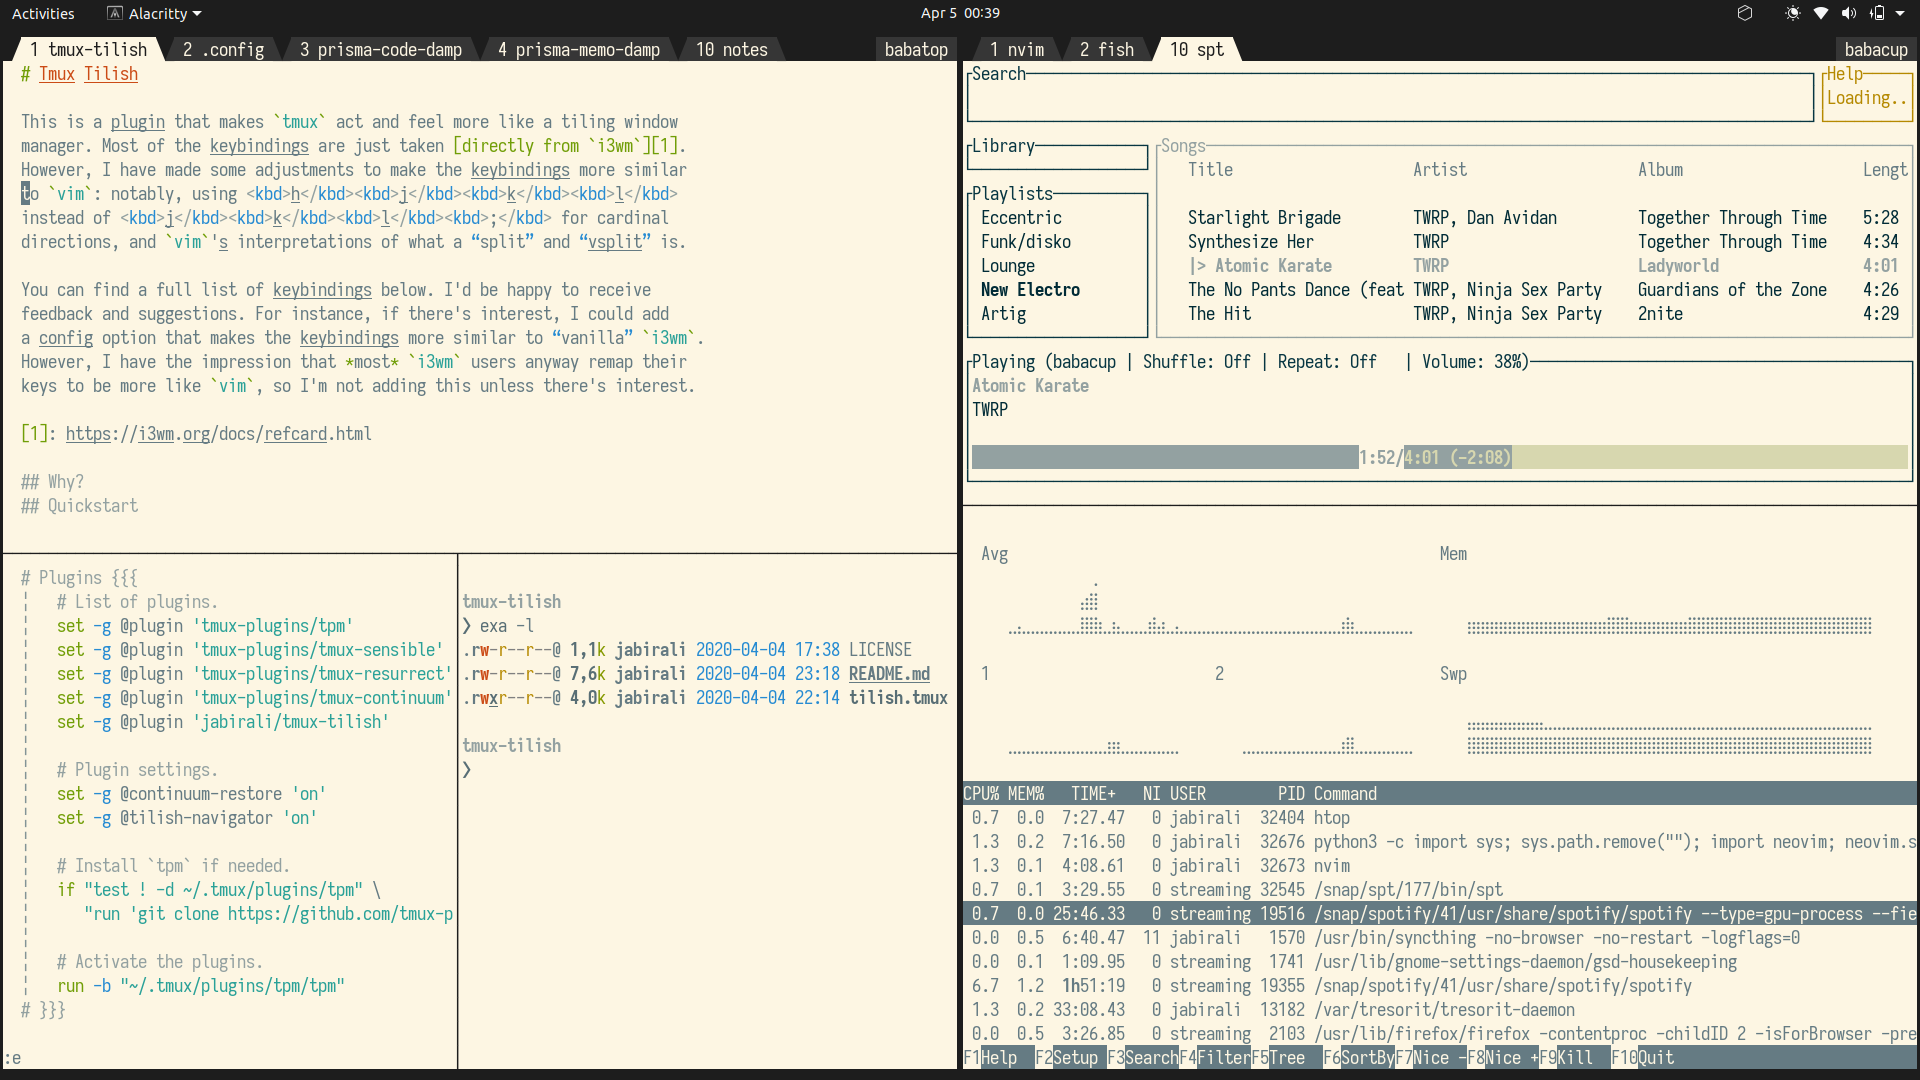 Activities Alacritty Apr 5 00:39
1 tmux-tilish 2 .config 3 prisma-code-damp 4 prisma-memo-damp 10 notes babatop
# Tmux Tilish
This is a plugin that makes `tmux` act and feel more like a tiling window
manager. Most of the keybindings are just taken [directly from `i3wm`][1].
However, I have made some adjustments to make the keybindings more similar
to `vim`: notably, using <kbd>h</kbd><kbd>j</kbd><kbd>k</kbd><kbd>l</kbd>
instead of <kbd>j</kbd><kbd>k</kbd><kbd>l</kbd><kbd>;</kbd> for cardinal
directions, and `vim`'s interpretations of what a “split” and “vsplit” is.
You can find a full list of keybindings below. I'd be happy to receive
feedback and suggestions. For instance, if there's interest, I could add
a config option that makes the keybindings more similar to “vanilla” `i3wm`.
However, I have the impression that *most* `i3wm` users anyway remap their
keys to be more like `vim`, so I'm not adding this unless there's interest.
[1]: https://i3wm.org/docs/refcard.html
## Why?
## Quickstart
# Plugins {{{
# List of plugins.
set -g @plugin 'tmux-plugins/tpm'
set -g @plugin 'tmux-plugins/tmux-sensible'
set -g @plugin 'tmux-plugins/tmux-resurrect'
set -g @plugin 'tmux-plugins/tmux-continuum'
set -g @plugin 'jabirali/tmux-tilish'
# Plugin settings.
set -g @continuum-restore 'on'
set -g @tilish-navigator 'on'
# Install `tpm` if needed.
if "test ! -d ~/.tmux/plugins/tpm" \
"run 'git clone https://github.com/tmux-p
# Activate the plugins.
run -b "~/.tmux/plugins/tpm/tpm"
# }}}
:e
tmux-tilish
❯ exa -l
.rw-r--r--@ 1,1k jabirali 2020-04-04 17:38 LICENSE
.rw-r--r--@ 7,6k jabirali 2020-04-04 23:18 README.md
.rwxr--r--@ 4,0k jabirali 2020-04-04 22:14 tilish.tmux
tmux-tilish
❯
1 nvim 2 fish 10 spt babacup
Search
Help
Loading..
Library
Playlists
Eccentric
Funk/disko
Lounge
New Electro
Artig
Songs
Title Artist Album Lengt
Starlight Brigade TWRP, Dan Avidan Together Through Time 5:28
Synthesize Her TWRP Together Through Time 4:34
|> Atomic Karate TWRP Ladyworld 4:01
The No Pants Dance (feat TWRP, Ninja Sex Party Guardians of the Zone 4:26
The Hit TWRP, Ninja Sex Party 2nite 4:29
Playing (babacup | Shuffle: Off | Repeat: Off | Volume: 38%)
Atomic Karate
TWRP
1:52/4:01 (-2:08)
Avg Mem
1 2 Swp
CPU% MEM% TIME+ NI USER PID Command
0.7 0.0 7:27.47 0 jabirali 32404 htop
1.3 0.2 7:16.50 0 jabirali 32676 python3 -c import sys; sys.path.remove(""); import neovim; neovim.s
1.3 0.1 4:08.61 0 jabirali 32673 nvim
0.7 0.1 3:29.55 0 streaming 32545 /snap/spt/177/bin/spt
0.7 0.0 25:46.33 0 streaming 19516 /snap/spotify/41/usr/share/spotify/spotify --type=gpu-process --fie
0.0 0.5 6:40.47 11 jabirali 1570 /usr/bin/syncthing -no-browser -no-restart -logflags=0
0.0 0.1 1:09.95 0 streaming 1741 /usr/lib/gnome-settings-daemon/gsd-housekeeping
6.7 1.2 1h51:19 0 streaming 19355 /snap/spotify/41/usr/share/spotify/spotify
1.3 0.2 33:08.43 0 jabirali 13182 /var/tresorit/tresorit-daemon
0.0 0.5 3:26.85 0 streaming 2103 /usr/lib/firefox/firefox -contentproc -childID 2 -isForBrowser -pre
F1Help F2Setup F3SearchF4FilterF5Tree F6SortByF7Nice -F8Nice +F9Kill F10Quit